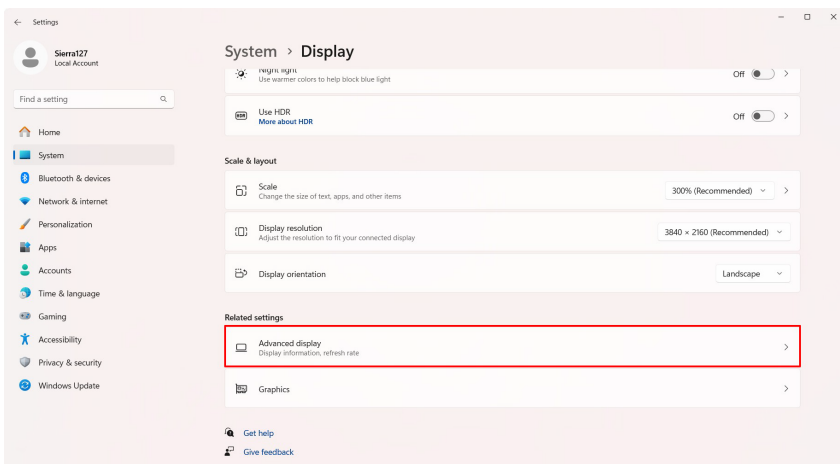 Settings
Sierra127
Local Account
Find a setting
Home
System
Bluetooth & devices
Network & internet
Personalization
Apps
Accounts
Time & language
Gaming
Accessibility
Privacy & security
Windows Update
System > Display
Night light
Use warmer colors to help block blue light
Off
HDR
Use HDR
More about HDR
Off
Scale & layout
Scale
Change the size of text, apps, and other items
300% (Recommended)
Display resolution
Adjust the resolution to fit your connected display
3840 × 2160 (Recommended)
Display orientation
Landscape
Related settings
Advanced display
Display information, refresh rate
Graphics
Get help
Give feedback